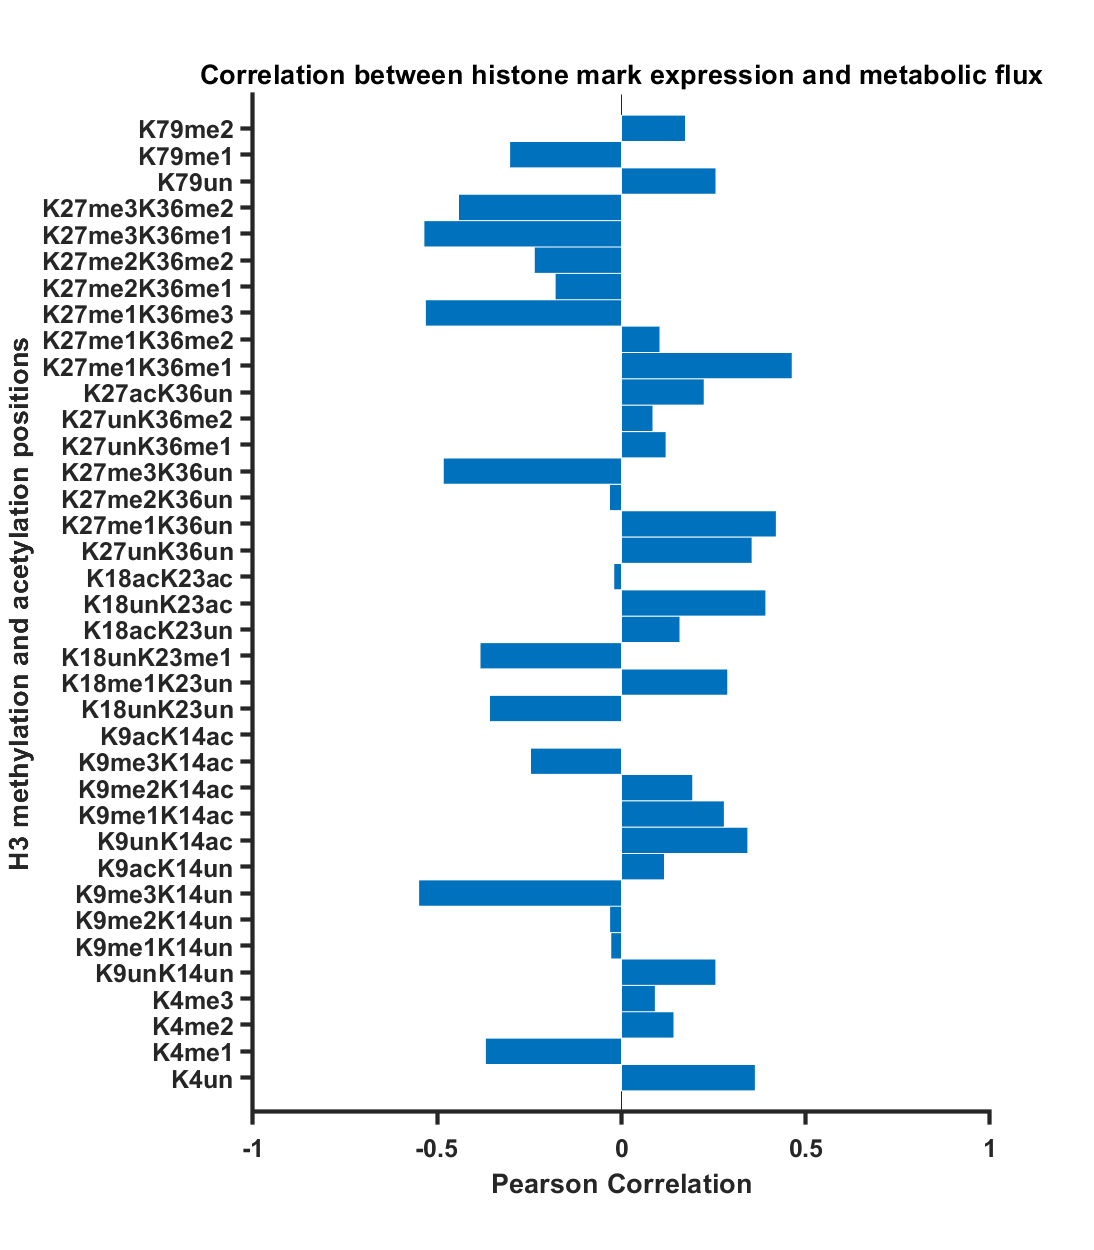 Correlation between histone mark expression and metabolic flux
H3 methylation and acetylation positions
K79me2
K79me1
K79un
K27me3K36me2
K27me3K36me1
K27me2K36me2
K27me2K36me1
K27me1K36me3
K27me1K36me2
K27me1K36me1
K27acK36un
K27unK36me2
K27unK36me1
K27me3K36un
K27me2K36un
K27me1K36un
K27unK36un
K18acK23ac
K18unK23ac
K18acK23un
K18unK23me1
K18me1K23un
K18unK23un
K9acK14ac
K9me3K14ac
K9me2K14ac
K9me1K14ac
K9unK14ac
K9acK14un
K9me3K14un
K9me2K14un
K9me1K14un
K9unK14un
K4me3
K4me2
K4me1
K4un
-1 -0.5 0 0.5 1
Pearson Correlation